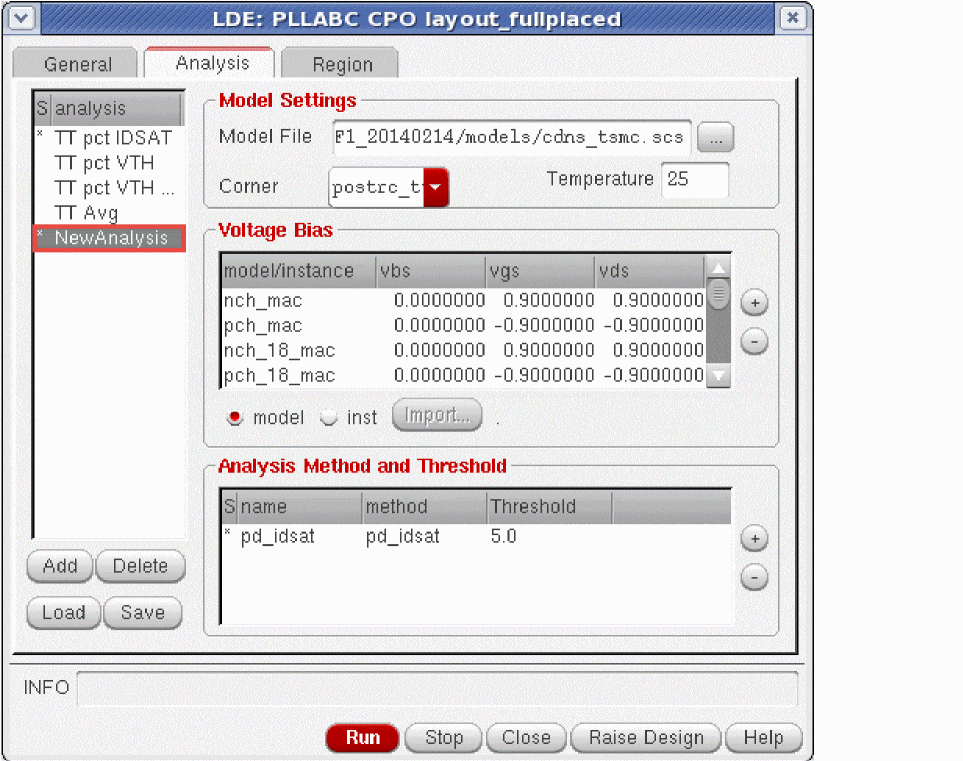 LDE: PLLABC CPO layout_fullplaced
General Analysis Region
S analysis
* TT pct IDSAT
TT pct VTH
TT pct VTH ...
TT Avg
* NewAnalysis
Add Delete
Load Save
Model Settings
Model File F1_20140214/models/cdns_tsmc.scs ...
Corner postrc_t Temperature 25
Voltage Bias
model/instance vbs vgs vds
nch_mac 0.0000000 0.9000000 0.9000000
pch_mac 0.0000000 -0.9000000 -0.9000000
nch_18_mac 0.0000000 0.9000000 0.9000000
pch_18_mac 0.0000000 -0.9000000 -0.9000000
+
-
model inst Import... .
Analysis Method and Threshold
S name method Threshold
* pd_idsat pd_idsat 5.0
+
-
INFO
Run Stop Close Raise Design Help